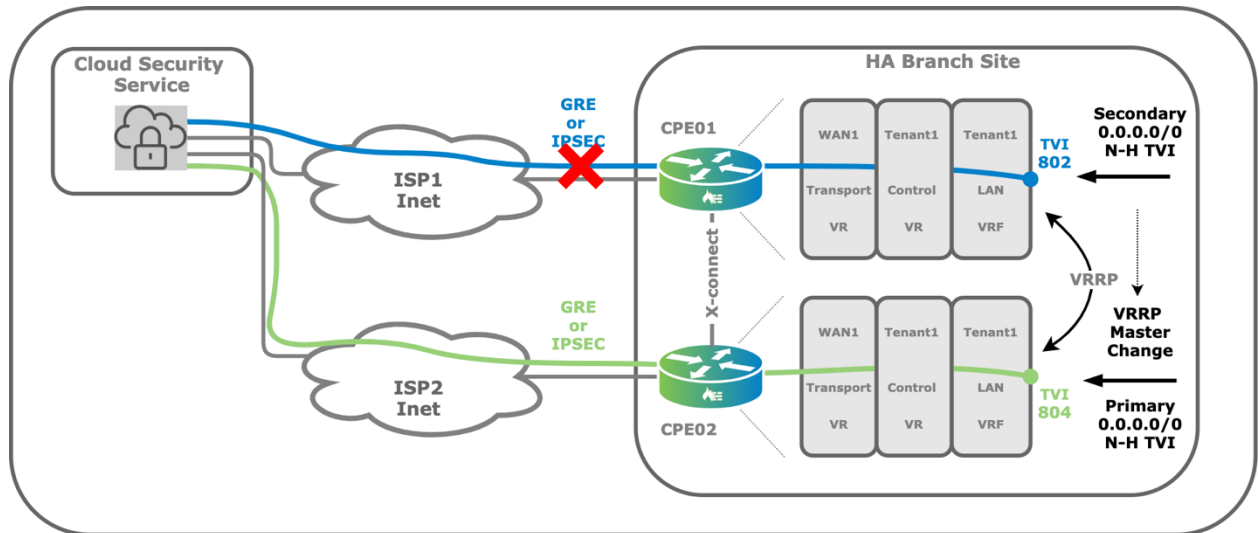 Cloud Security
Service
ISP1
Inet
ISP2
Inet
GRE
or
IPSEC
GRE
or
IPSEC
HA Branch Site
CPE01
X-connect
CPE02
WAN1
Transport
VR
Tenant1
Control
VR
Tenant1
LAN
VRF
TVI
802
WAN1
Transport
VR
Tenant1
Control
VR
Tenant1
LAN
VRF
TVI
804
Secondary
0.0.0.0/0
N-H TVI
VRRP
VRRP
Master
Change
Primary
0.0.0.0/0
N-H TVI